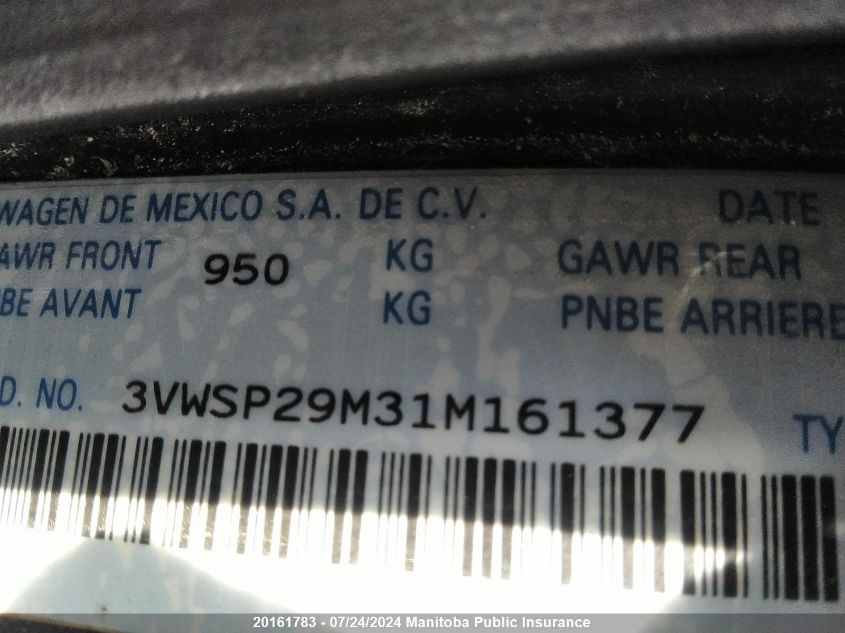 WAGEN DE MEXICO S.A. DE C.V. DATE
AWR FRONT 950 KG GAWR REAR
BE AVANT KG PNBE ARRIERE
D. NO. 3VWSP29M31M161377 TY
20161783 - 07/24/2024 Manitoba Public Insurance